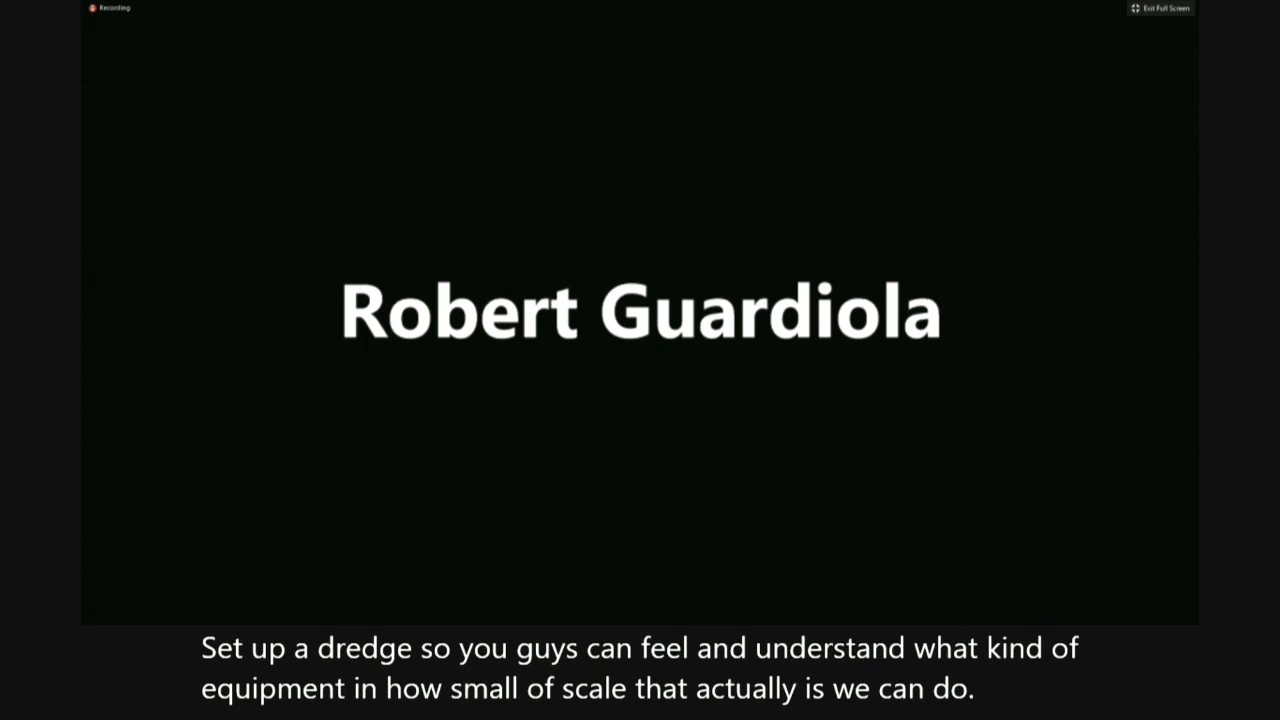 Recording
Exit Full Screen
Robert Guardiola
Set up a dredge so you guys can feel and understand what kind of
equipment in how small of scale that actually is we can do.